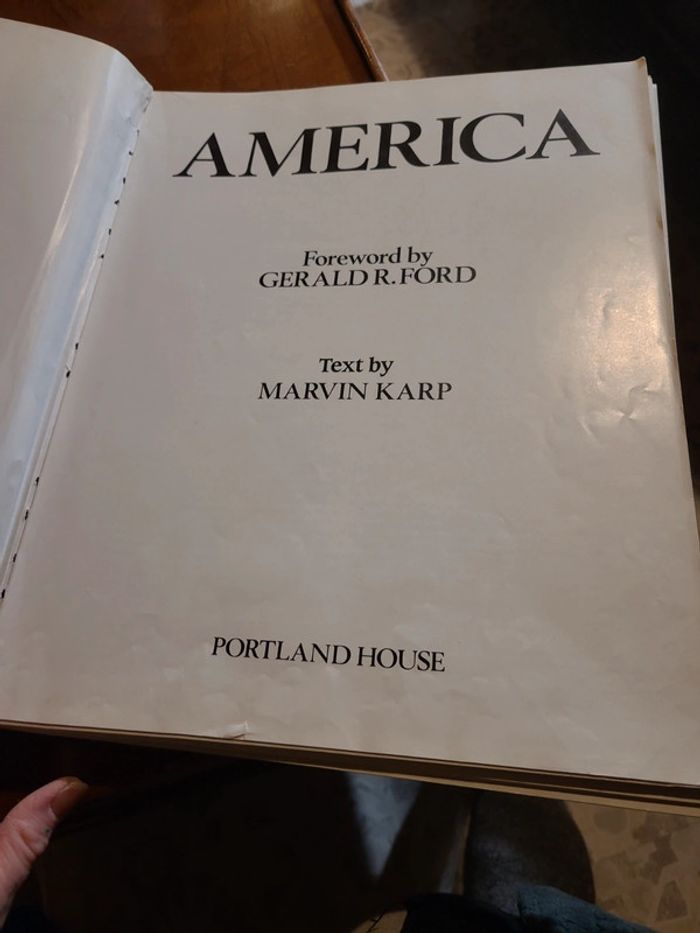 AMERICA
Foreword by
GERALD R. FORD
Text by
MARVIN KARP
PORTLAND HOUSE